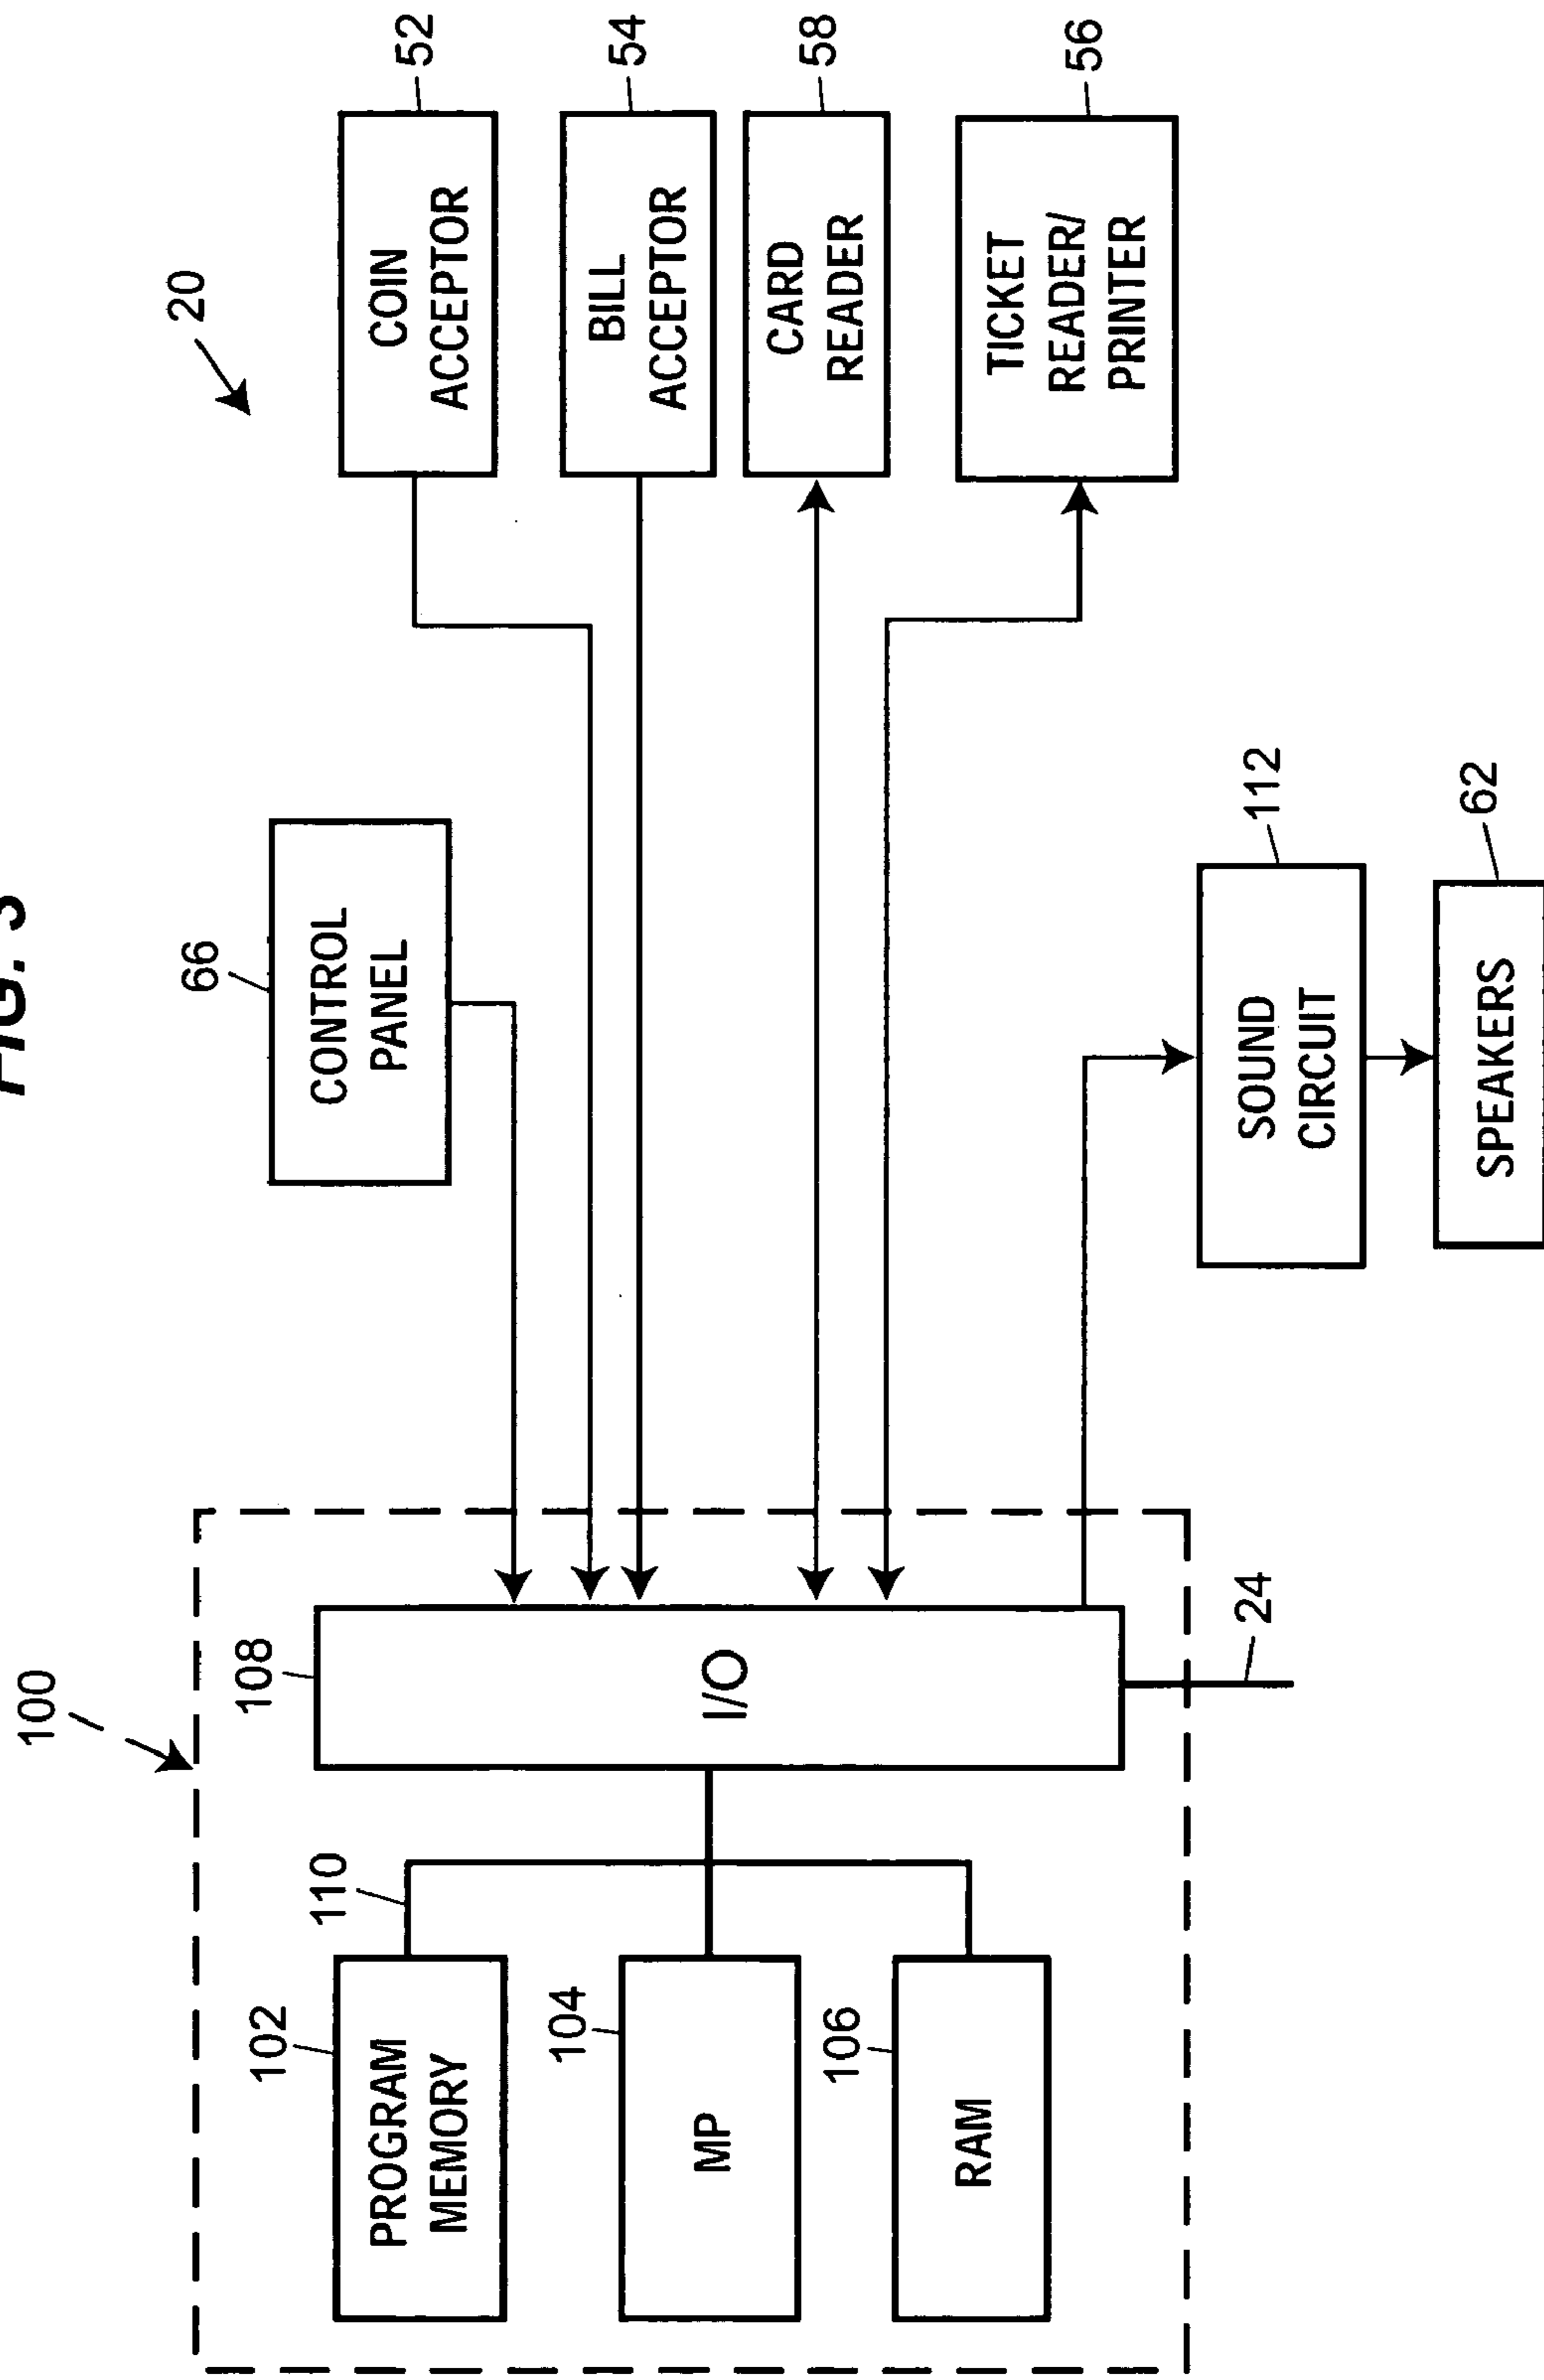 FIG. 3
20
100
66
CONTROL
PANEL
52
COIN
ACCEPTOR
54
BILL
ACCEPTOR
58
CARD
READER
56
TICKET
READER/
PRINTER
108
I/O
110
102
PROGRAM
MEMORY
104
MP
106
RAM
24
112
SOUND
CIRCUIT
62
SPEAKERS